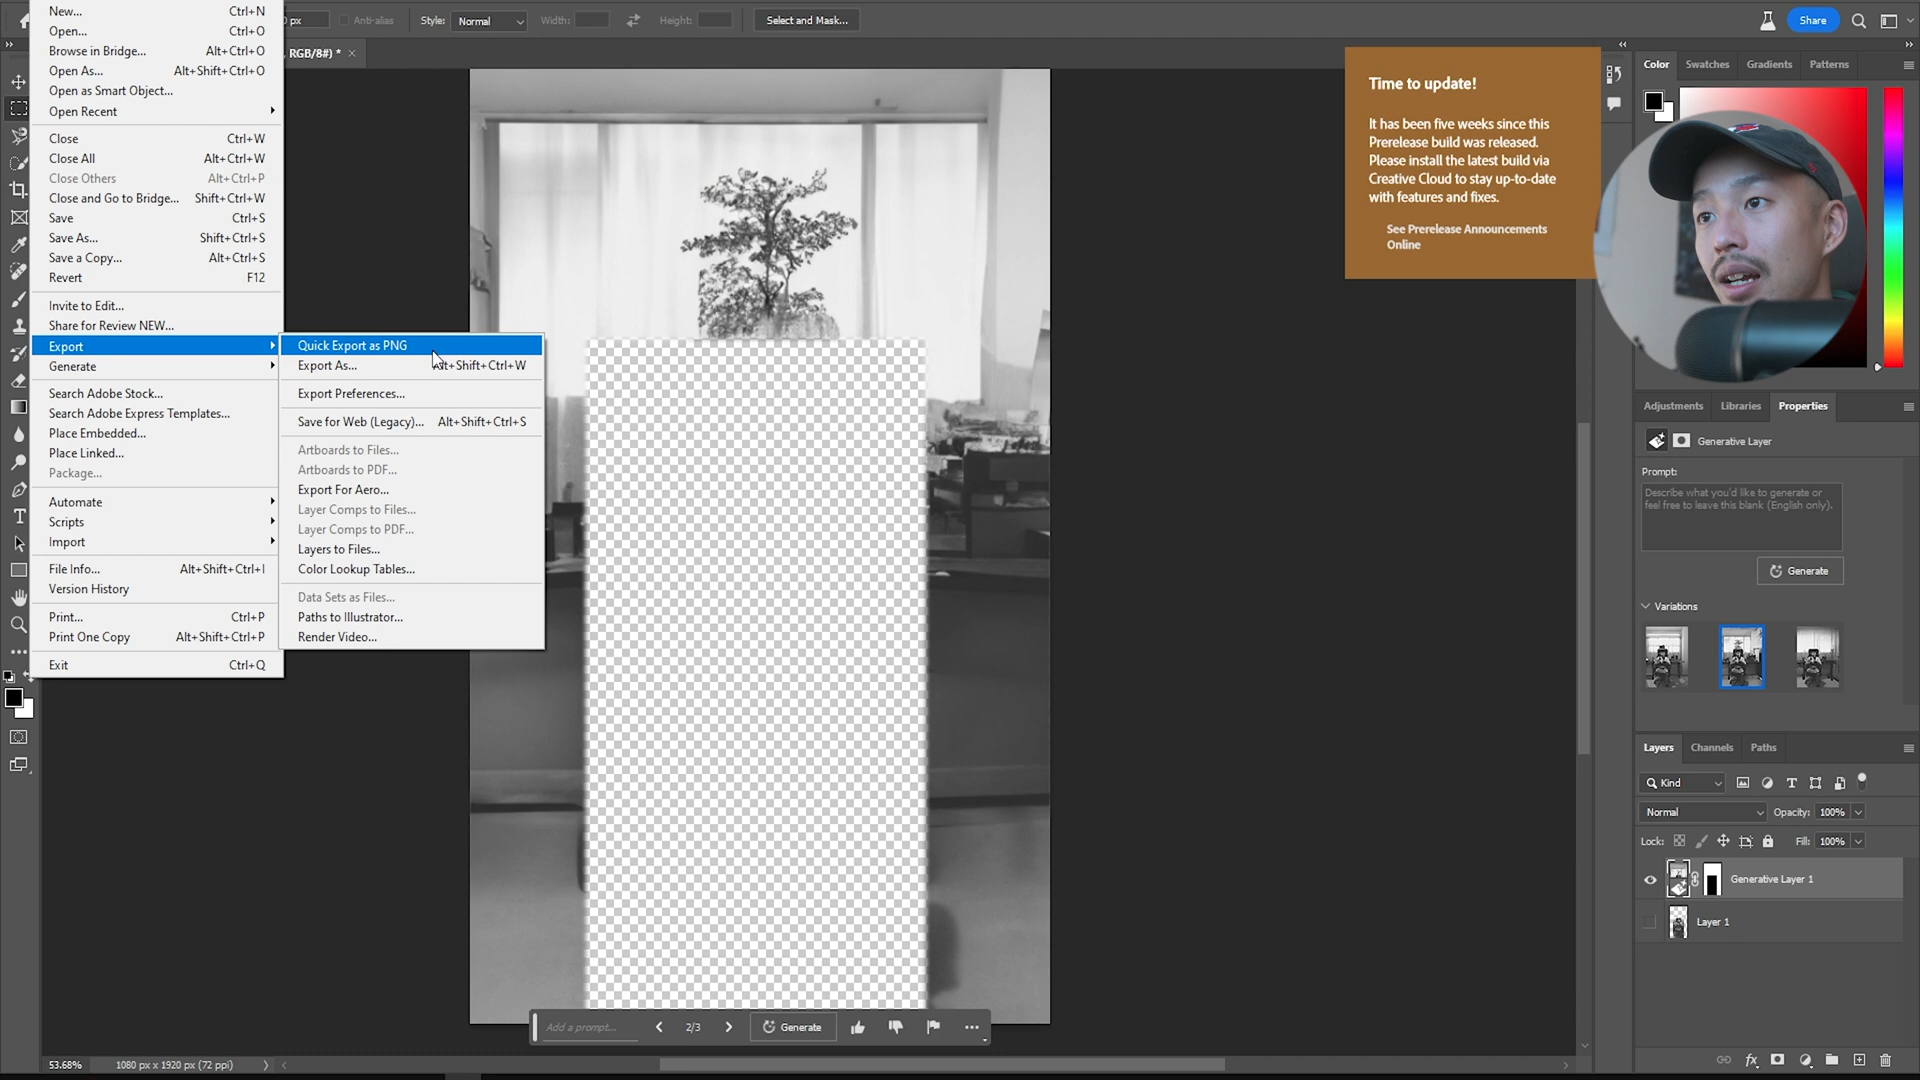 New... Ctrl+N
Open... Ctrl+O
Browse in Bridge... Alt+Ctrl+O
Open As... Alt+Shift+Ctrl+O
Open as Smart Object...
Open Recent
Close Ctrl+W
Close All Alt+Ctrl+W
Close Others Alt+Ctrl+P
Close and Go to Bridge... Shift+Ctrl+W
Save Ctrl+S
Save As... Shift+Ctrl+S
Save a Copy... Alt+Ctrl+S
Revert F12
Invite to Edit...
Share for Review NEW...
Export
Generate
Search Adobe Stock...
Search Adobe Express Templates...
Place Embedded...
Place Linked...
Package...
Automate
Scripts
Import
File Info... Alt+Shift+Ctrl+I
Version History
Print... Ctrl+P
Print One Copy Alt+Shift+Ctrl+P
Exit Ctrl+Q
Quick Export as PNG
Export As... Alt+Shift+Ctrl+W
Export Preferences...
Save for Web (Legacy)... Alt+Shift+Ctrl+S
Artboards to Files...
Artboards to PDF...
Export For Aero...
Layer Comps to Files...
Layer Comps to PDF...
Layers to Files...
Color Lookup Tables...
Data Sets as Files...
Paths to Illustrator...
Render Video...
0 px Anti-alias Style: Normal Width: Height: Select and Mask... Share
, RGB/8#) * ×
Time to update!
It has been five weeks since this
Prerelease build was released.
Please install the latest build via
Creative Cloud to stay up-to-date
with features and fixes.
See Prerelease Announcements
Online
Color Swatches Gradients Patterns
Adjustments Libraries Properties
Generative Layer
Prompt:
Describe what you'd like to generate or
feel free to leave this blank (English only).
Generate
Variations
Layers Channels Paths
Kind
Normal Opacity: 100%
Lock: Fill: 100%
Generative Layer 1
Layer 1
fx
Add a prompt... 2/3 Generate
53.68% 1080 px x 1920 px (72 ppi)